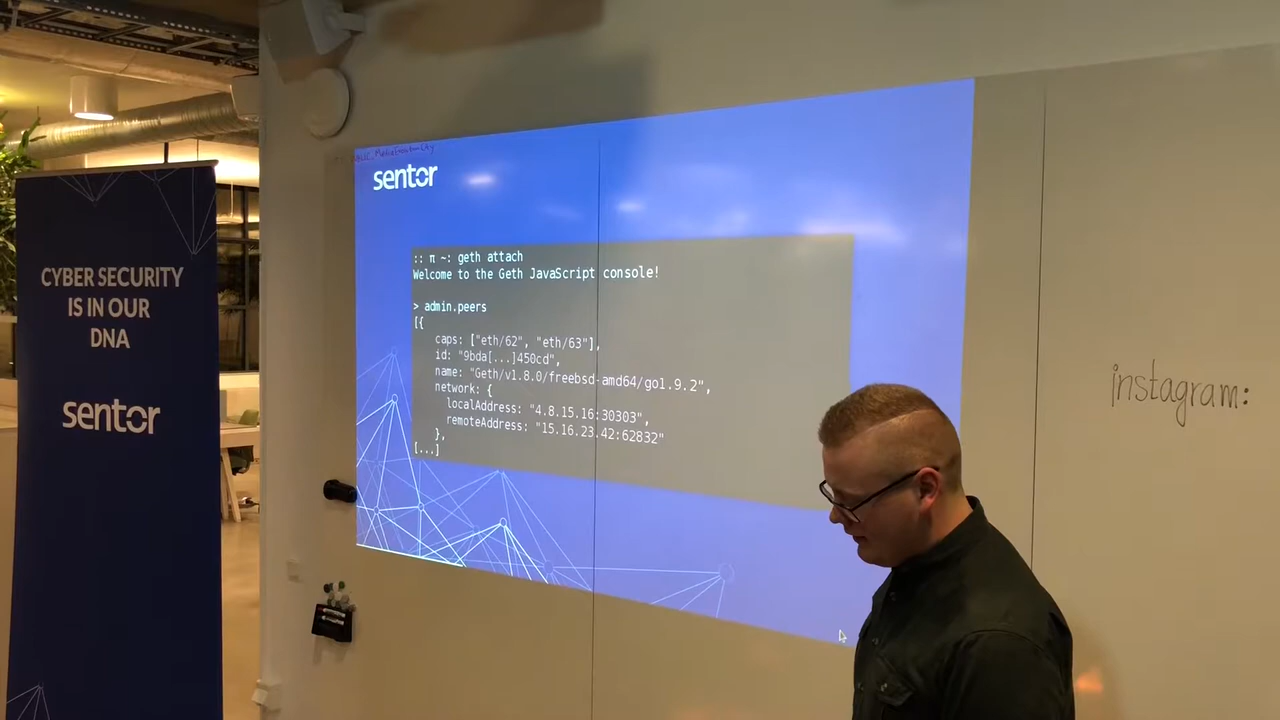 CYBER SECURITY
IS IN OUR
DNA
sentor
sentor
:: π ~: geth attach
Welcome to the Geth JavaScript console!
> admin.peers
[{
caps: ["eth/62", "eth/63"],
id: "9bda[...]450cd",
name: "Geth/v1.8.0/freebsd-amd64/go1.9.2",
network: {
localAddress: "4.8.15.16:30303",
remoteAddress: "15.16.23.42:62832"
},
[...]
instagram: